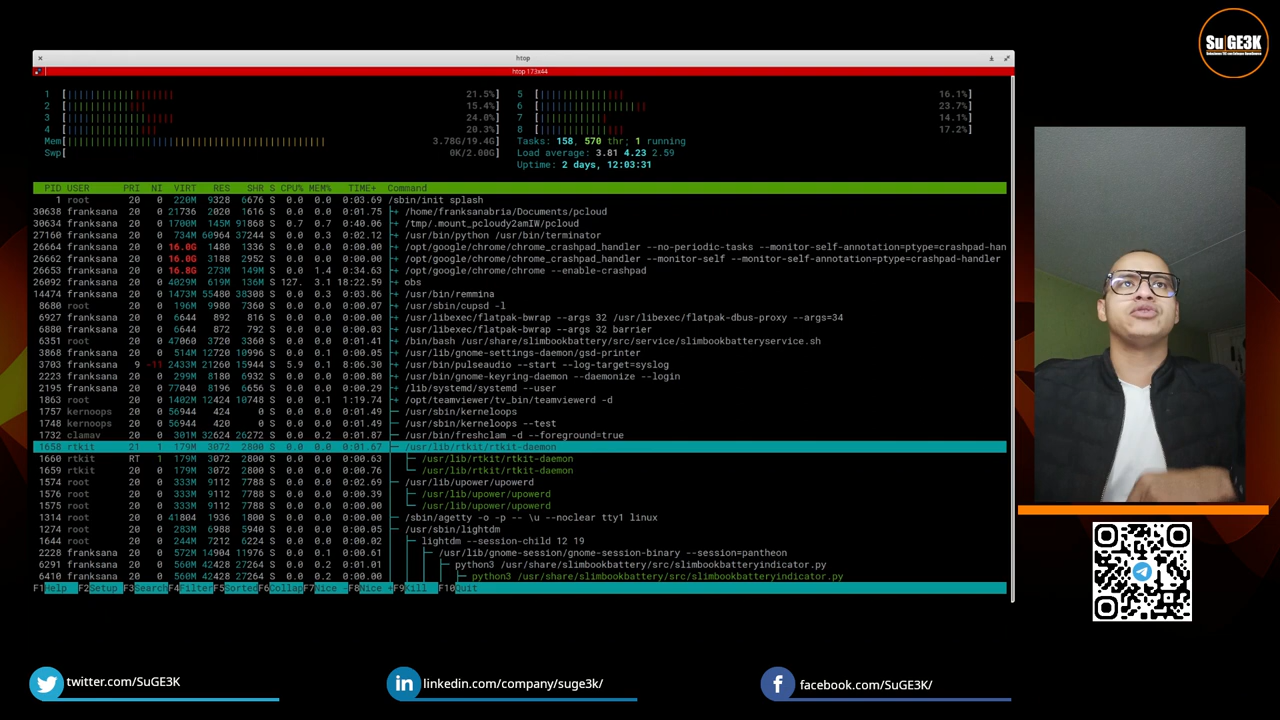 SuGE3K
htop
htop 173x44
1 [ 21.5%] 5 [ 16.1%]
2 [ 15.4%] 6 [ 23.7%]
3 [ 24.0%] 7 [ 14.1%]
4 [ 20.3%] 8 [ 17.2%]
Mem[ 3.78G/19.4G] Tasks: 158, 570 thr; 1 running
Swp[ 0K/2.00G] Load average: 3.81 4.23 2.59
Uptime: 2 days, 12:03:31
PID USER PRI NI VIRT RES SHR S CPU% MEM% TIME+ Command
1 root 20 0 220M 9328 6676 S 0.0 0.0 0:03.69 /sbin/init splash
30638 franksana 20 0 21736 2020 1616 S 0.0 0.0 0:01.75 ├+ /home/franksanabria/Documents/pcloud
30634 franksana 20 0 1700M 145M 91868 S 0.7 0.7 0:40.06 ├+ /tmp/.mount_pcloudy2amIW/pcloud
27160 franksana 20 0 734M 60964 37244 S 0.0 0.3 0:02.12 ├+ /usr/bin/python /usr/bin/terminator
26664 franksana 20 0 16.0G 1480 1336 S 0.0 0.0 0:00.00 ├+ /opt/google/chrome/chrome_crashpad_handler --no-periodic-tasks --monitor-self-annotation=ptype=crashpad-han
26662 franksana 20 0 16.0G 3188 2952 S 0.0 0.0 0:00.00 ├+ /opt/google/chrome/chrome_crashpad_handler --monitor-self --monitor-self-annotation=ptype=crashpad-handler
26653 franksana 20 0 16.8G 273M 149M S 0.0 1.4 0:34.63 ├+ /opt/google/chrome/chrome --enable-crashpad
26092 franksana 20 0 4029M 619M 136M S 127. 3.1 18:22.59 ├+ obs
14474 franksana 20 0 1473M 55480 38308 S 0.0 0.3 0:03.86 ├+ /usr/bin/remmina
8680 root 20 0 196M 9980 7360 S 0.0 0.0 0:00.07 ├+ /usr/sbin/cupsd -l
6927 franksana 20 0 6644 892 816 S 0.0 0.0 0:00.00 ├+ /usr/libexec/flatpak-bwrap --args 32 /usr/libexec/flatpak-dbus-proxy --args=34
6880 franksana 20 0 6644 872 792 S 0.0 0.0 0:00.03 ├+ /usr/libexec/flatpak-bwrap --args 32 barrier
6351 root 20 0 47060 3720 3360 S 0.0 0.0 0:01.41 ├+ /bin/bash /usr/share/slimbookbattery/src/service/slimbookbatteryservice.sh
3868 franksana 20 0 514M 12720 10996 S 0.0 0.1 0:00.05 ├+ /usr/lib/gnome-settings-daemon/gsd-printer
3703 franksana 9 -11 2433M 21260 15944 S 5.9 0.1 8:06.30 ├+ /usr/bin/pulseaudio --start --log-target=syslog
2223 franksana 20 0 299M 8180 6932 S 0.0 0.0 0:00.80 ├+ /usr/bin/gnome-keyring-daemon --daemonize --login
2195 franksana 20 0 77040 8196 6656 S 0.0 0.0 0:00.29 ├+ /lib/systemd/systemd --user
1863 root 20 0 1402M 12424 10748 S 0.0 0.1 1:19.74 ├+ /opt/teamviewer/tv_bin/teamviewerd -d
1757 kernoops 20 0 56944 424 0 S 0.0 0.0 0:01.49 ├─ /usr/sbin/kerneloops
1748 kernoops 20 0 56944 424 0 S 0.0 0.0 0:01.49 ├─ /usr/sbin/kerneloops --test
1732 clamav 20 0 301M 32624 26272 S 0.0 0.2 0:01.87 ├─ /usr/bin/freshclam -d --foreground=true
1658 rtkit 21 1 179M 3072 2800 S 0.0 0.0 0:01.67 ├─ /usr/lib/rtkit/rtkit-daemon
1660 rtkit RT 1 179M 3072 2800 S 0.0 0.0 0:00.63 │ ├─ /usr/lib/rtkit/rtkit-daemon
1659 rtkit 20 0 179M 3072 2800 S 0.0 0.0 0:00.76 │ └─ /usr/lib/rtkit/rtkit-daemon
1574 root 20 0 333M 9112 7788 S 0.0 0.0 0:02.69 ├─ /usr/lib/upower/upowerd
1576 root 20 0 333M 9112 7788 S 0.0 0.0 0:00.39 │ ├─ /usr/lib/upower/upowerd
1575 root 20 0 333M 9112 7788 S 0.0 0.0 0:00.00 │ └─ /usr/lib/upower/upowerd
1314 root 20 0 41804 1936 1800 S 0.0 0.0 0:00.00 ├─ /sbin/agetty -o -p -- \u --noclear tty1 linux
1274 root 20 0 283M 6988 5940 S 0.0 0.0 0:00.05 ├─ /usr/sbin/lightdm
1644 root 20 0 244M 7212 6224 S 0.0 0.0 0:00.02 │ ├─ lightdm --session-child 12 19
2228 franksana 20 0 572M 14904 11976 S 0.0 0.1 0:00.61 │ │ ├─ /usr/lib/gnome-session/gnome-session-binary --session=pantheon
6291 franksana 20 0 560M 42428 27264 S 0.0 0.2 0:01.01 │ │ │ ├─ python3 /usr/share/slimbookbattery/src/slimbookbatteryindicator.py
6410 franksana 20 0 560M 42428 27264 S 0.0 0.2 0:00.00 │ │ │ │ ├─ python3 /usr/share/slimbookbattery/src/slimbookbatteryindicator.py
F1Help F2Setup F3SearchF4FilterF5SortedF6CollapF7Nice -F8Nice +F9Kill F10Quit
twitter.com/SuGE3K
in linkedin.com/company/suge3k/
f facebook.com/SuGE3K/